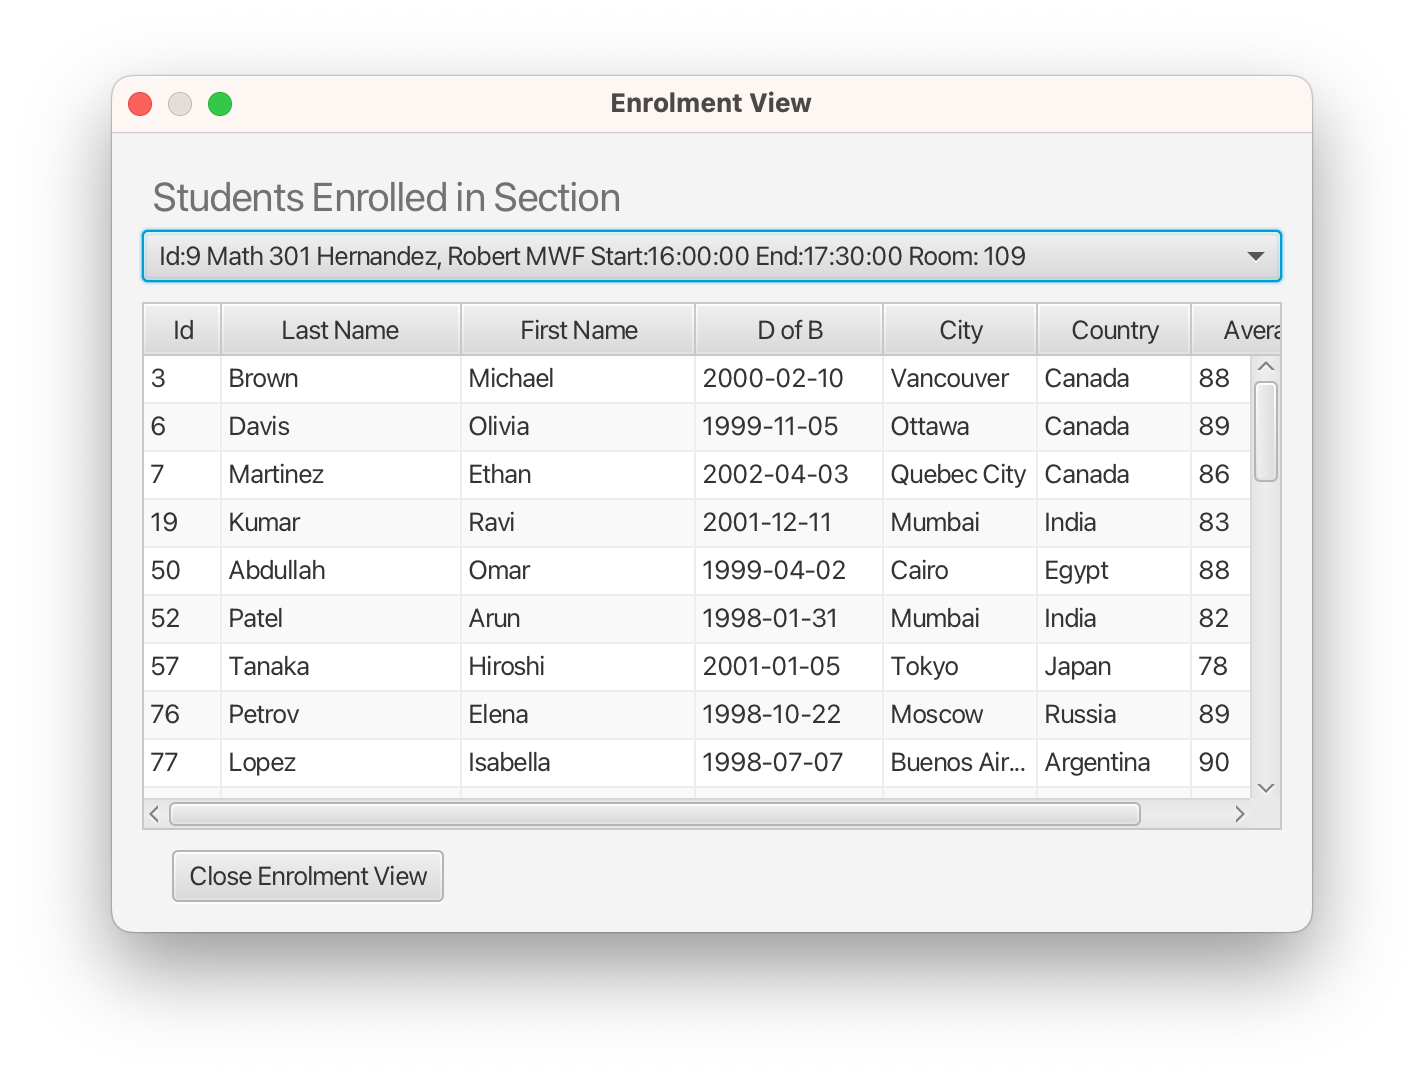 Enrolment View
Students Enrolled in Section
Id:9 Math 301 Hernandez, Robert MWF Start:16:00:00 End:17:30:00 Room: 109
Id Last Name First Name D of B City Country Avera
3 Brown Michael 2000-02-10 Vancouver Canada 88
6 Davis Olivia 1999-11-05 Ottawa Canada 89
7 Martinez Ethan 2002-04-03 Quebec City Canada 86
19 Kumar Ravi 2001-12-11 Mumbai India 83
50 Abdullah Omar 1999-04-02 Cairo Egypt 88
52 Patel Arun 1998-01-31 Mumbai India 82
57 Tanaka Hiroshi 2001-01-05 Tokyo Japan 78
76 Petrov Elena 1998-10-22 Moscow Russia 89
77 Lopez Isabella 1998-07-07 Buenos Air... Argentina 90
Close Enrolment View